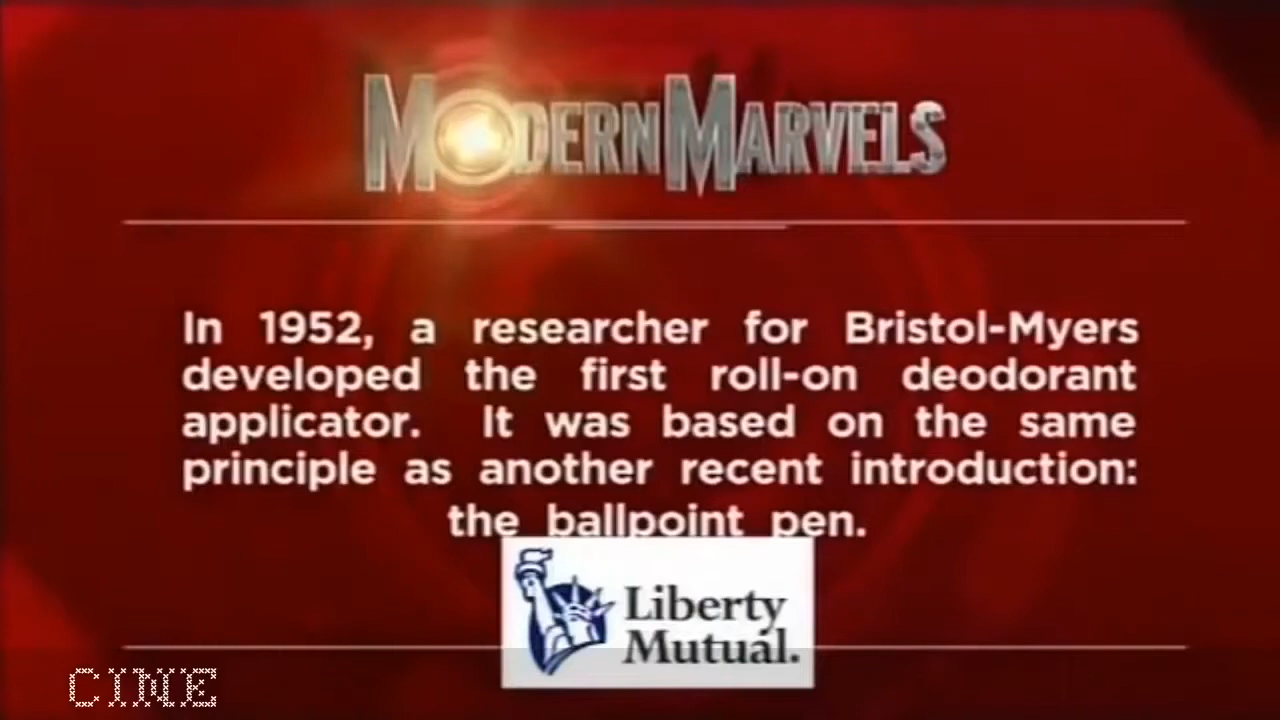 MODERN MARVELS
In 1952, a researcher for Bristol-Myers
developed the first roll-on deodorant
applicator. It was based on the same
principle as another recent introduction:
the ballpoint pen.
Liberty
Mutual.
CINE